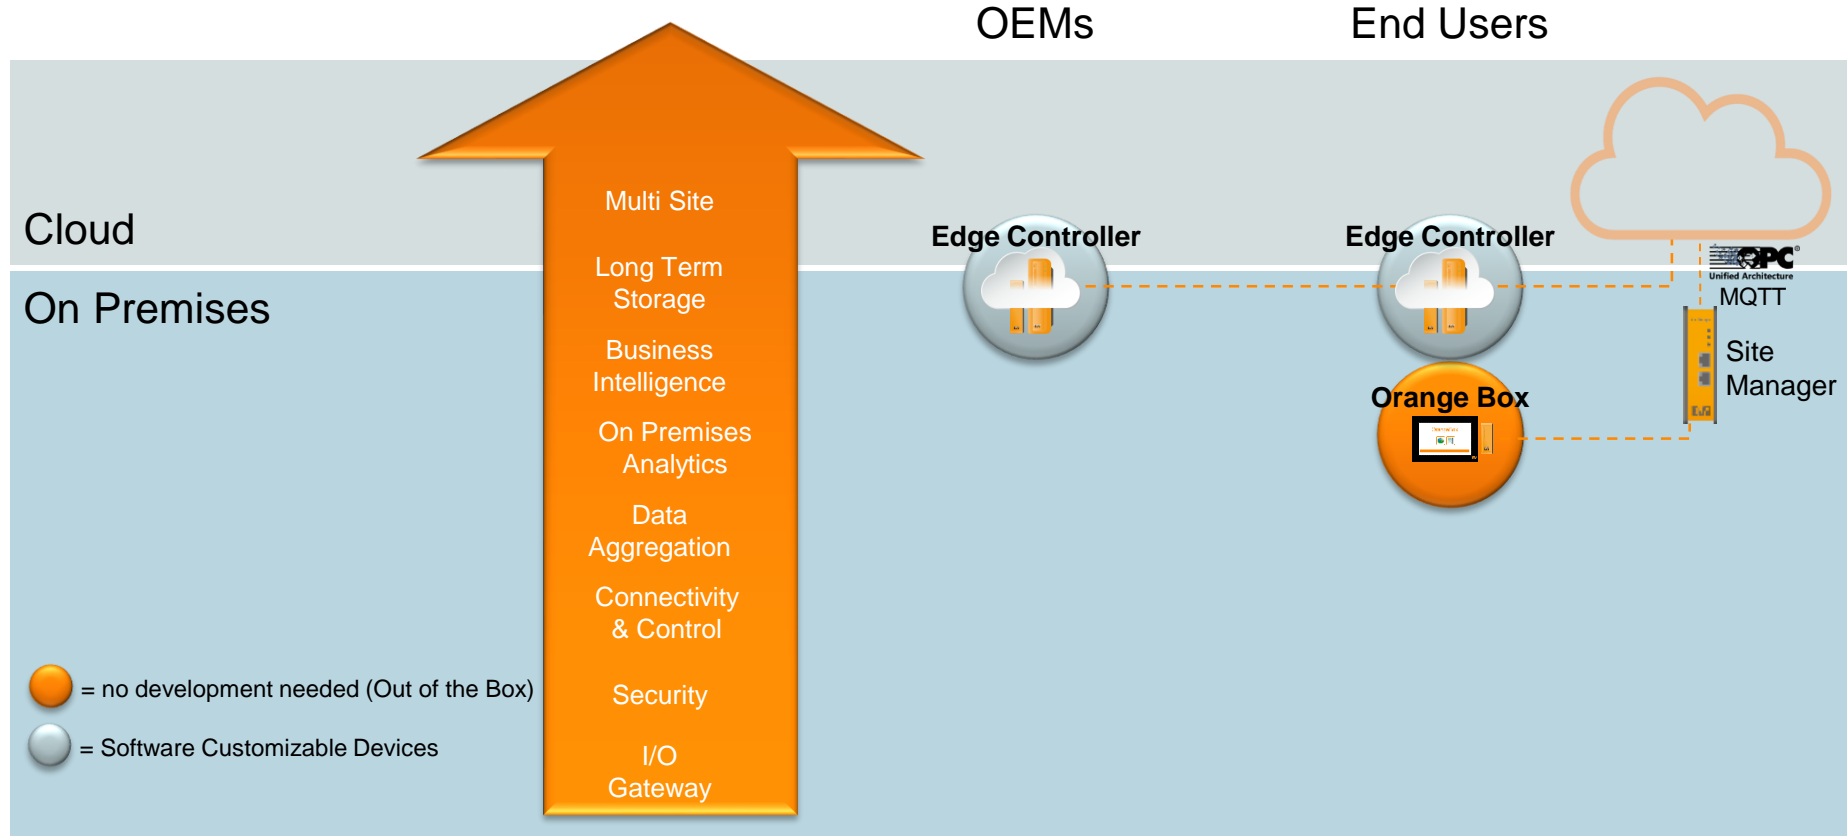 OEMs
End Users
Multi Site
Cloud
Edge Controller
Edge Controller
OPC
Unified Architecture
MQTT
On Premises
Long Term
Storage
Business
Intelligence
Site
Manager
Orange Box
On Premises
Analytics
Data
Aggregation
Connectivity
& Control
Security
I/O
Gateway
= no development needed (Out of the Box)
= Software Customizable Devices